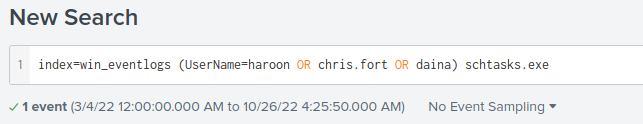 New Search
1 index=win_eventlogs (UserName=haroon OR chris.fort OR daina) schtasks.exe
✓ 1 event (3/4/22 12:00:00.000 AM to 10/26/22 4:25:50.000 AM) No Event Sampling ▾